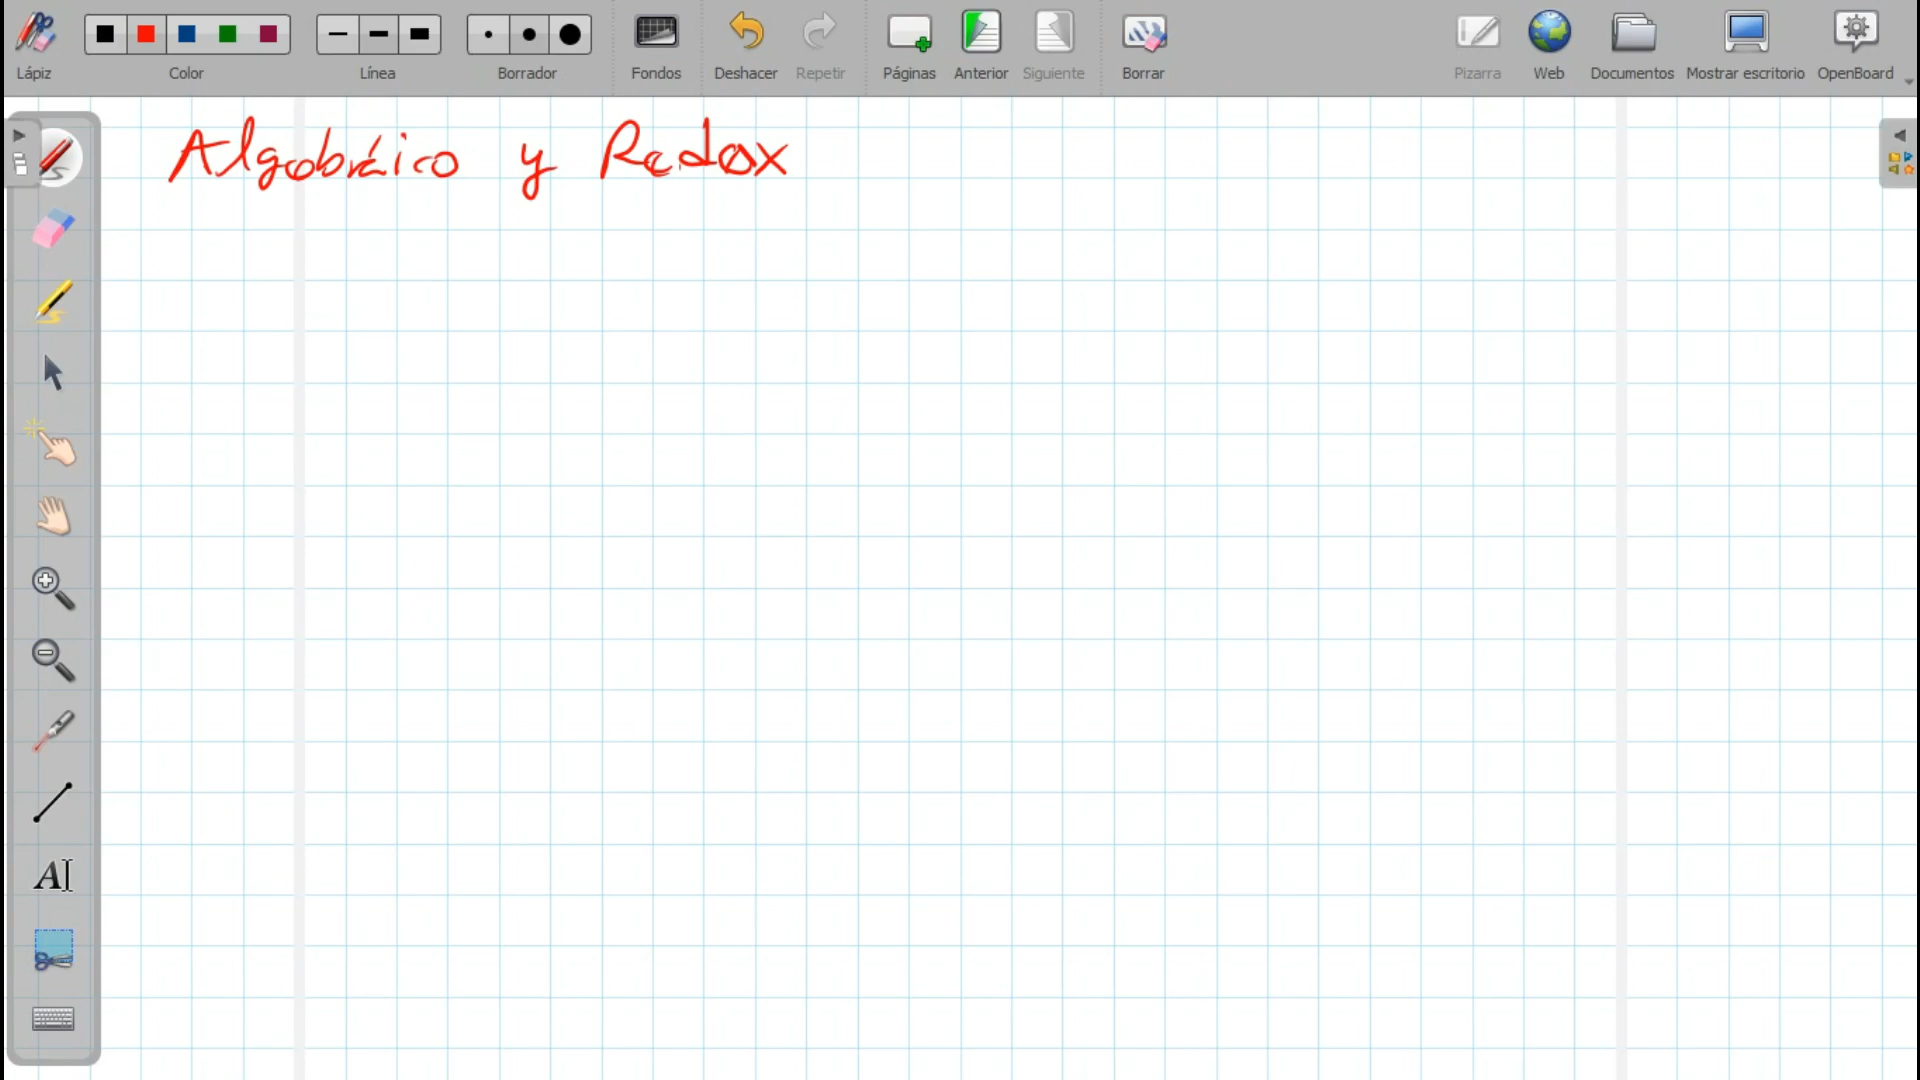 Lápiz Color Línea Borrador Fondos Deshacer Repetir Páginas Anterior Siguiente Borrar Pizarra Web Documentos Mostrar escritorio OpenBoard
Algebráico y Redox
A